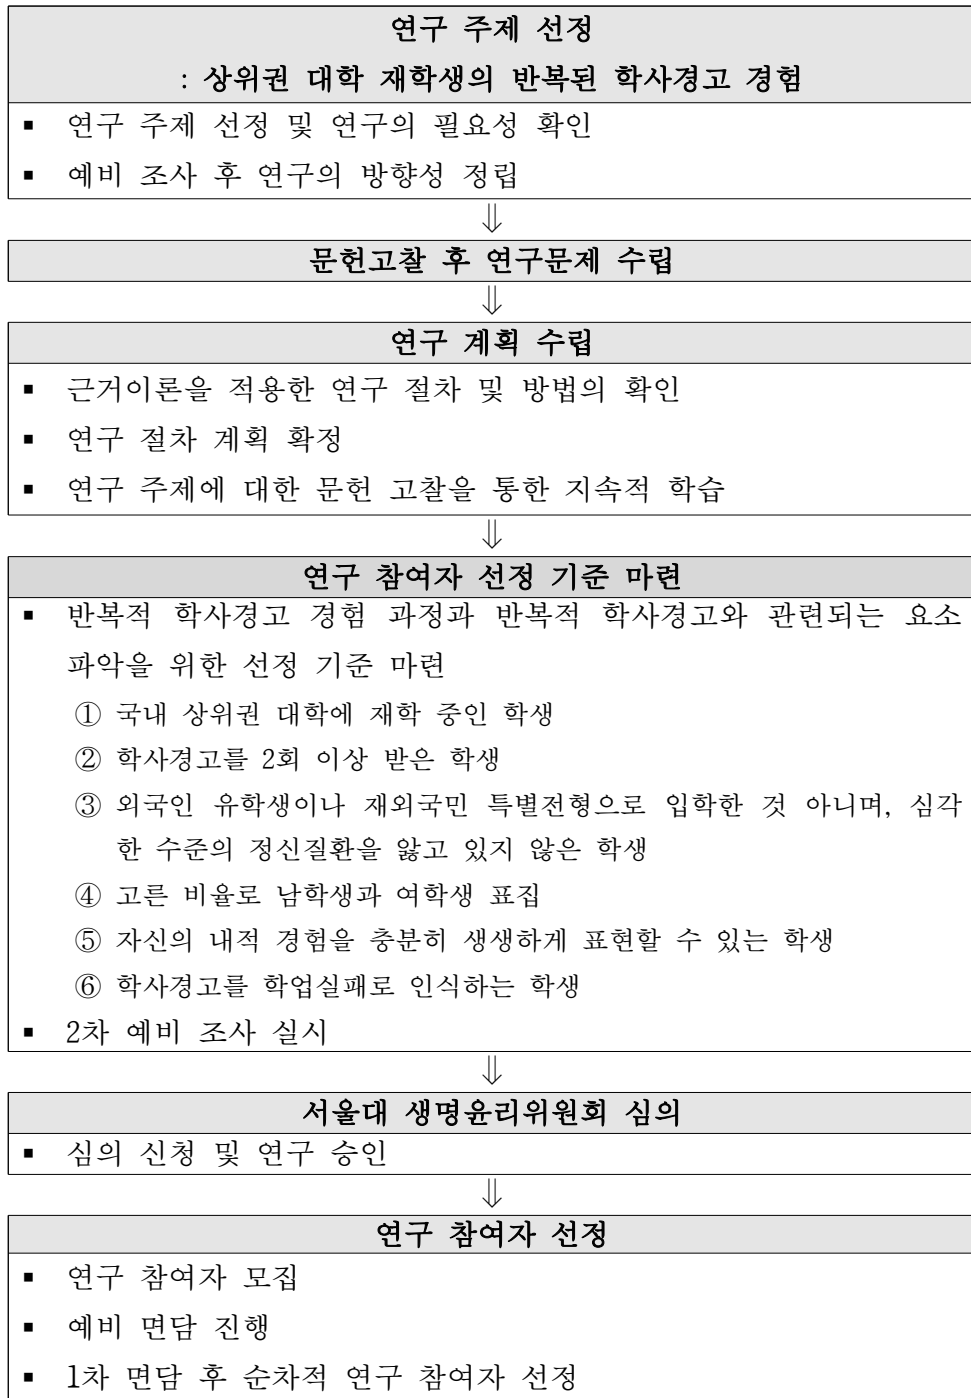 연구 주제 선정
: 상위권 대학 재학생의 반복된 학사경고 경험
▪ 연구 주제 선정 및 연구의 필요성 확인
▪ 예비 조사 후 연구의 방향성 정립
⇓
문헌고찰 후 연구문제 수립
⇓
연구 계획 수립
▪ 근거이론을 적용한 연구 절차 및 방법의 확인
▪ 연구 절차 계획 확정
▪ 연구 주제에 대한 문헌 고찰을 통한 지속적 학습
⇓
연구 참여자 선정 기준 마련
▪ 반복적 학사경고 경험 과정과 반복적 학사경고와 관련되는 요소
파악을 위한 선정 기준 마련
① 국내 상위권 대학에 재학 중인 학생
② 학사경고를 2회 이상 받은 학생
③ 외국인 유학생이나 재외국민 특별전형으로 입학한 것 아니며, 심각
한 수준의 정신질환을 앓고 있지 않은 학생
④ 고른 비율로 남학생과 여학생 표집
⑤ 자신의 내적 경험을 충분히 생생하게 표현할 수 있는 학생
⑥ 학사경고를 학업실패로 인식하는 학생
▪ 2차 예비 조사 실시
⇓
서울대 생명윤리위원회 심의
▪ 심의 신청 및 연구 승인
⇓
연구 참여자 선정
▪ 연구 참여자 모집
▪ 예비 면담 진행
▪ 1차 면담 후 순차적 연구 참여자 선정